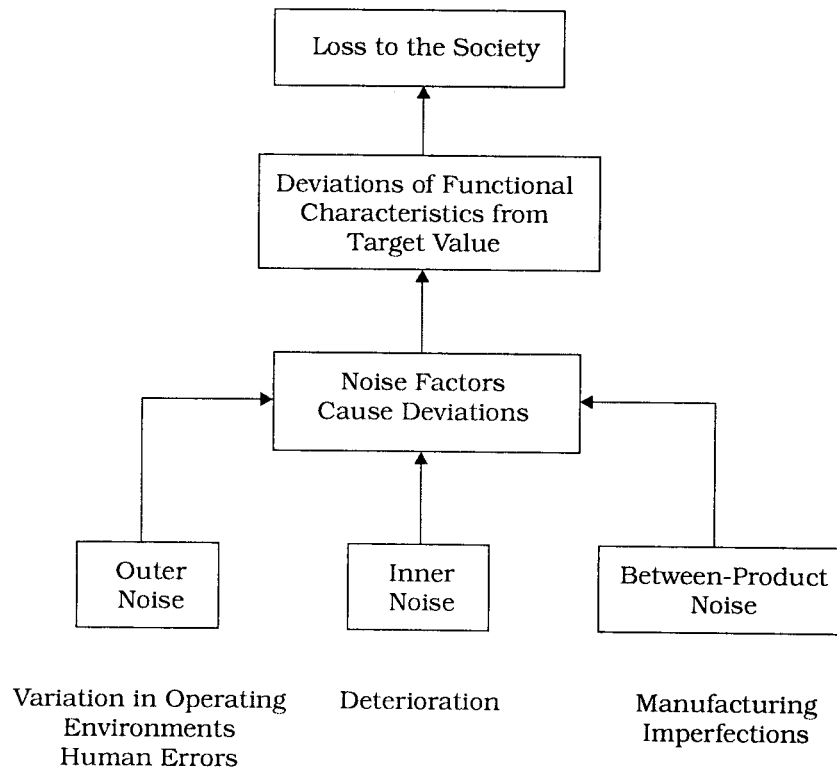 Loss to the Society
Deviations of Functional
Characteristics from
Target Value
Noise Factors
Cause Deviations
Outer
Noise
Inner
Noise
Between-Product
Noise
Variation in Operating
Environments
Human Errors
Deterioration
Manufacturing
Imperfections